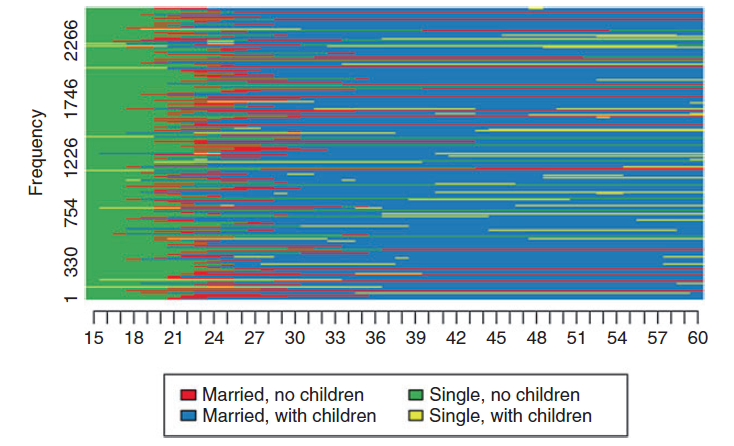 Frequency
2266
1746
1226
754
330
1
15 18 21 24 27 30 33 36 39 42 45 48 51 54 57 60
Married, no children Single, no children
Married, with children Single, with children